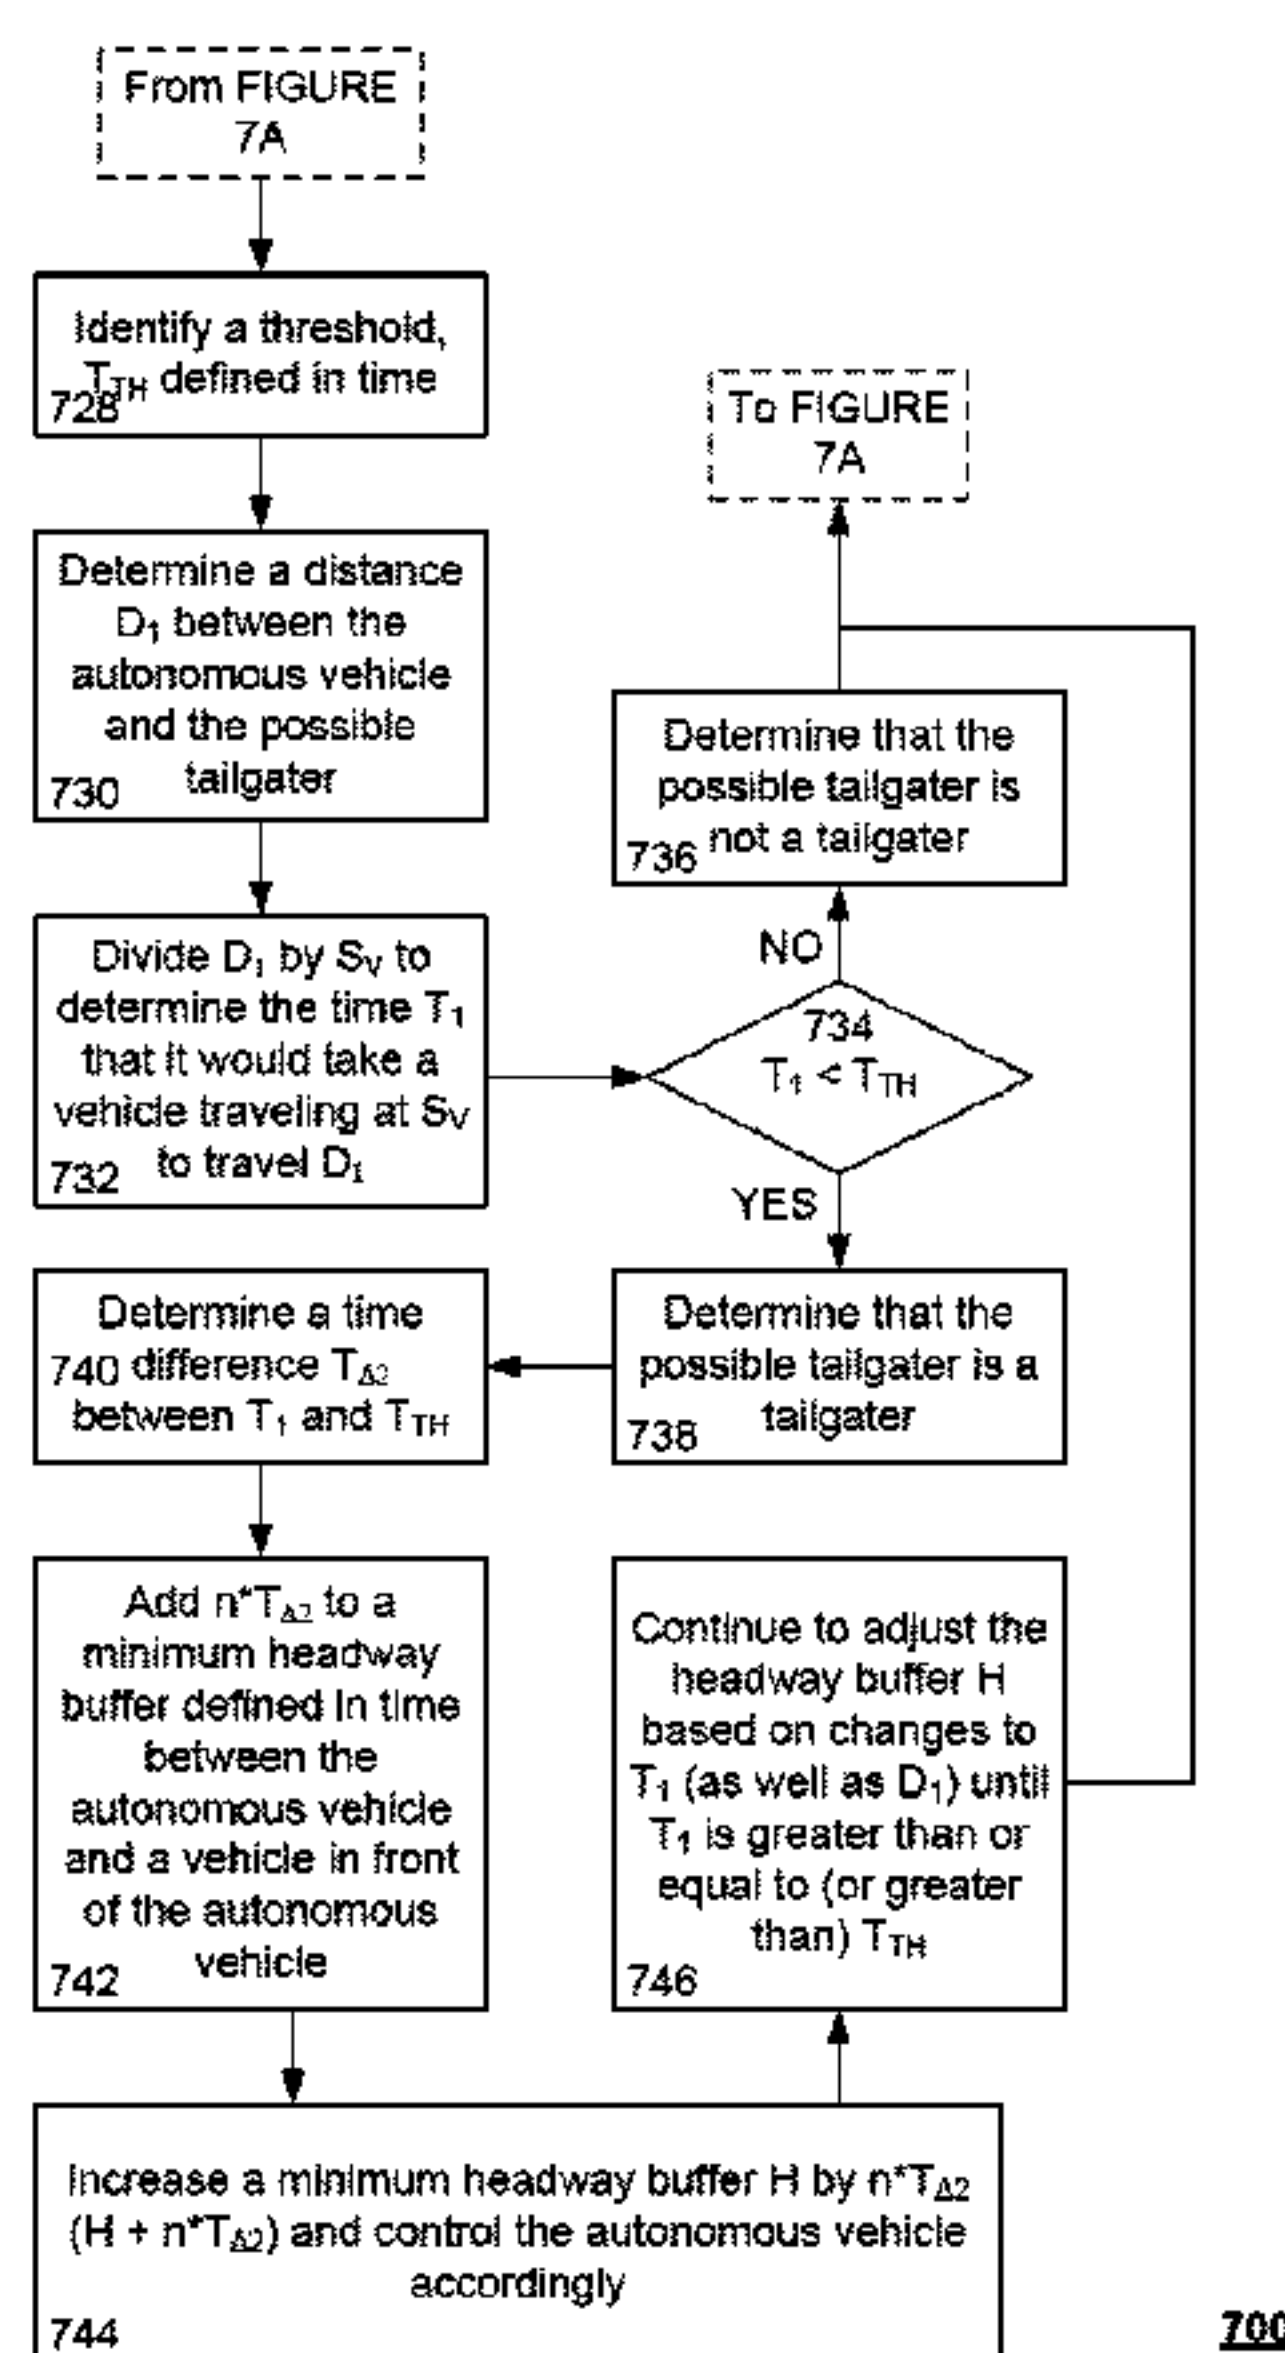 From FIGURE
7A
Identify a threshold,
T_TH defined in time
728
Determine a distance
D₁ between the
autonomous vehicle
and the possible
tailgater
730
Divide D₁ by S_V to
determine the time T₁
that it would take a
vehicle traveling at S_V
to travel D₁
732
734
T₁ < T_TH
NO
Determine that the
possible tailgater is
not a tailgater
736
To FIGURE
7A
YES
Determine that the
possible tailgater is a
tailgater
738
Determine a time
740 difference T_Δ2
between T₁ and T_TH
Add n*T_Δ2 to a
minimum headway
buffer defined in time
between the
autonomous vehicle
and a vehicle in front
of the autonomous
vehicle
742
Increase a minimum headway buffer H by n*T_Δ2
(H + n*T_Δ2) and control the autonomous vehicle
accordingly
744
Continue to adjust the
headway buffer H
based on changes to
T₁ (as well as D₁) until
T₁ is greater than or
equal to (or greater
than) T_TH
746
700